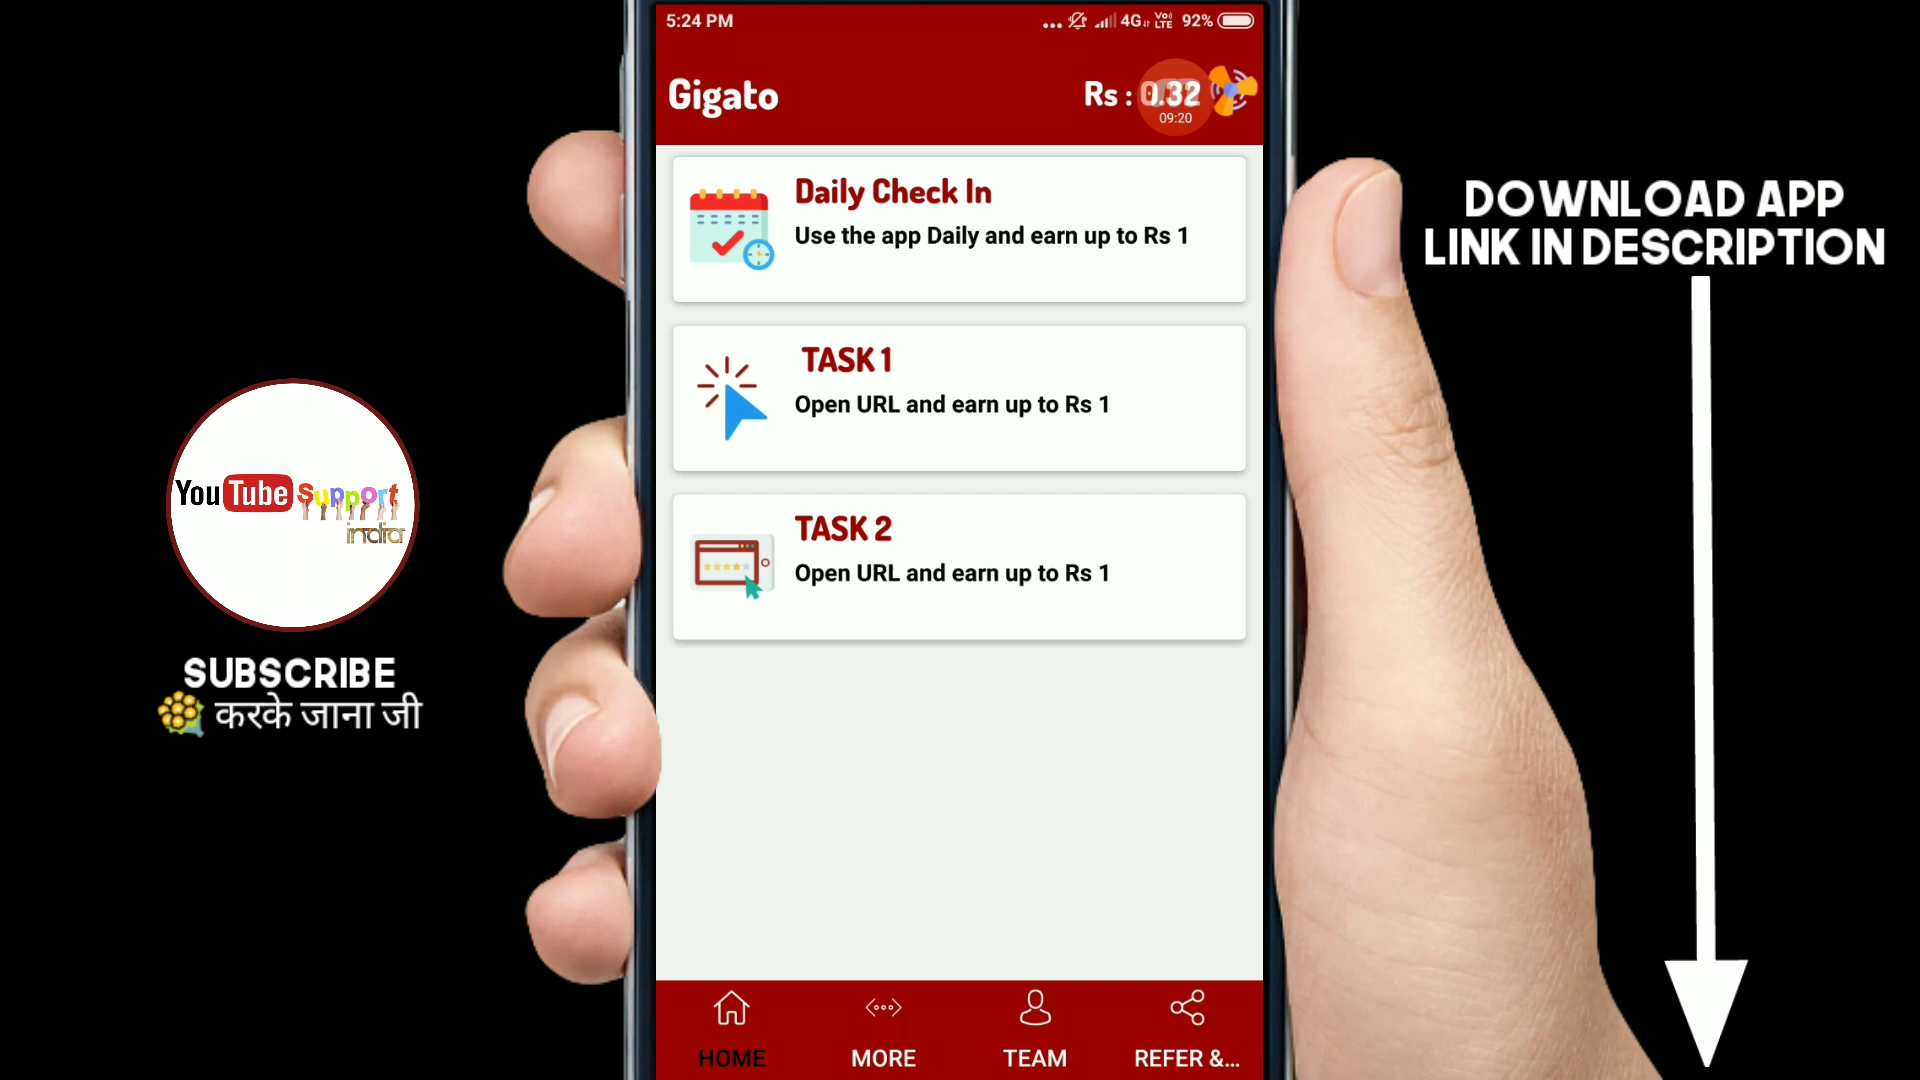 5:24 PM
4G VoLTE 92%
Gigato
Rs : 0.32
09:20
Daily Check In
Use the app Daily and earn up to Rs 1
TASK 1
Open URL and earn up to Rs 1
TASK 2
Open URL and earn up to Rs 1
HOME
MORE
TEAM
REFER &...
YouTube Support
india
SUBSCRIBE
करके जाना जी
DOWNLOAD APP
LINK IN DESCRIPTION